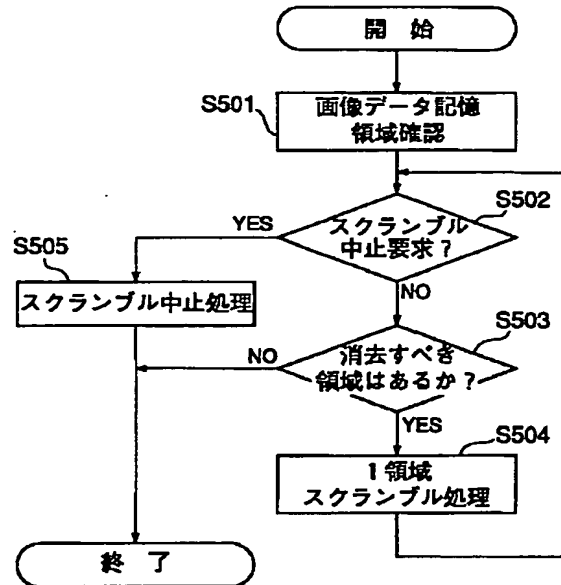 開 始
S501
画像データ記憶
領域確認
S502
スクランブル
中止要求？
YES
NO
S505
スクランブル中止処理
S503
消去すべき
領域はあるか？
NO
YES
S504
1領域
スクランブル処理
終 了